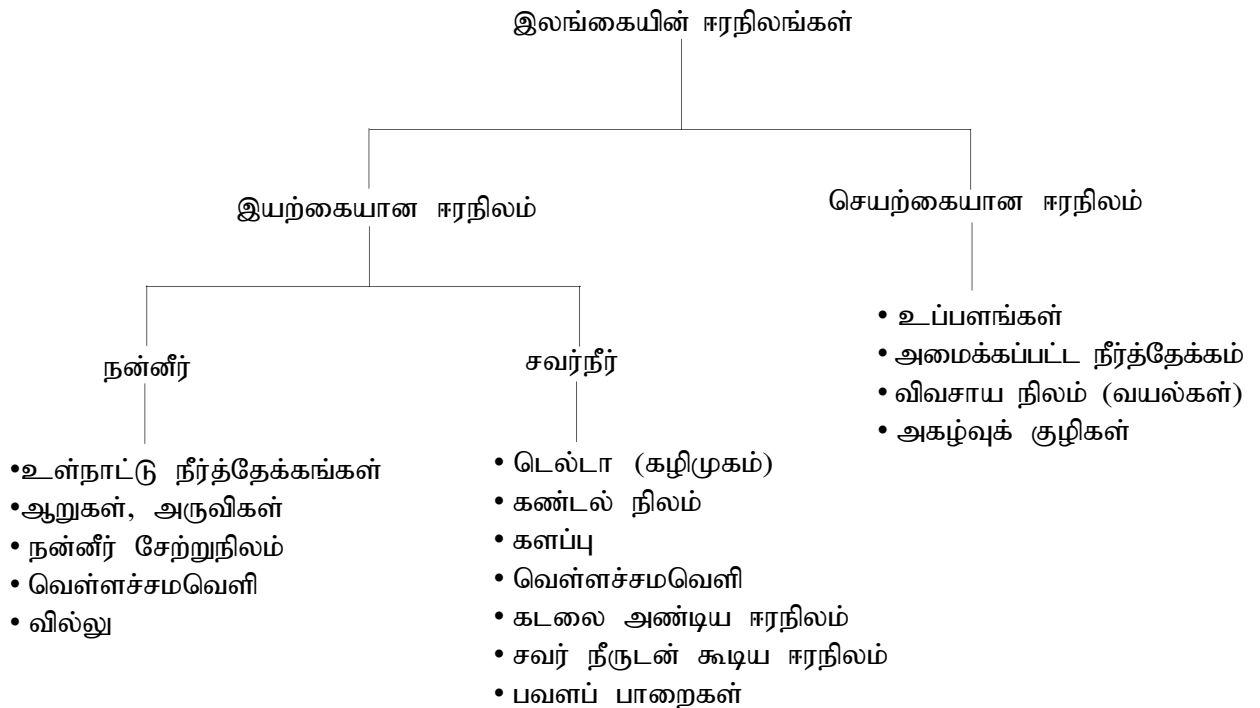 இலங்கையின் ஈரநிலங்கள்
இயற்கையான ஈரநிலம்
செயற்கையான ஈரநிலம்
நன்னீர்
•உள்நாட்டு நீர்த்தேக்கங்கள்
•ஆறுகள், அருவிகள்
• நன்னீர் சேற்றுநிலம்
• வெள்ளச்சமவெளி
• வில்லு
சவர்நீர்
• டெல்டா (கழிமுகம்)
• கண்டல் நிலம்
• களப்பு
• வெள்ளச்சமவெளி
• கடலை அண்டிய ஈரநிலம்
• சவர் நீருடன் கூடிய ஈரநிலம்
• பவளப் பாறைகள்
• உப்பளங்கள்
• அமைக்கப்பட்ட நீர்த்தேக்கம்
• விவசாய நிலம் (வயல்கள்)
• அகழ்வுக் குழிகள்